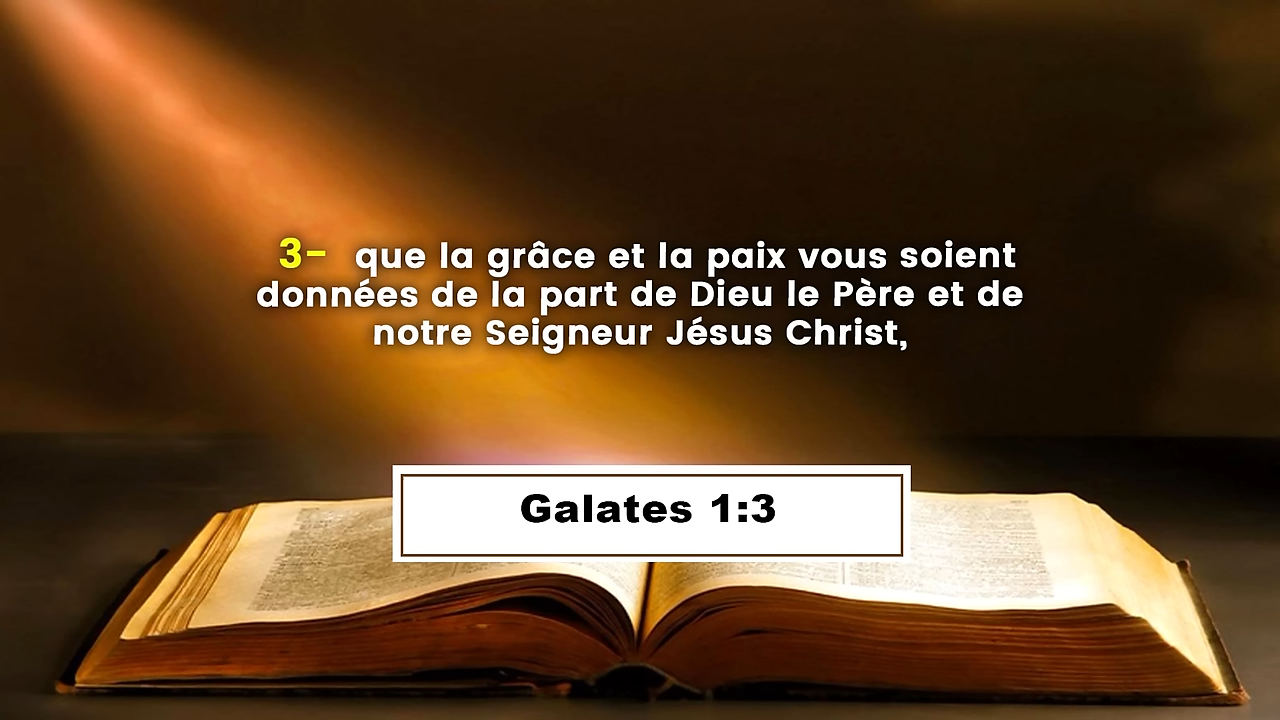 3- que la grâce et la paix vous soient
données de la part de Dieu le Père et de
notre Seigneur Jésus Christ,
Galates 1:3